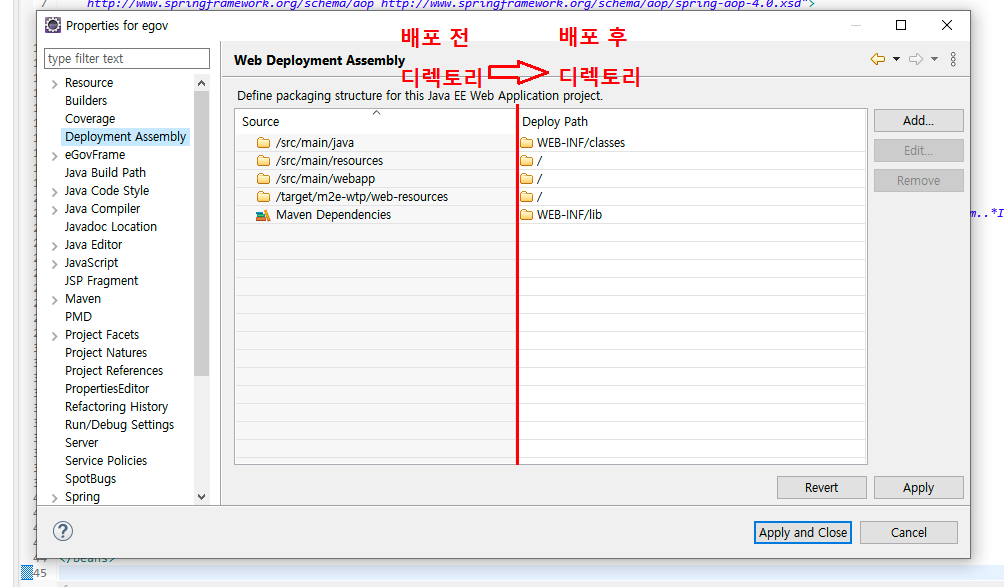 7 http://www.springframework.org/schema/aop http://www.springframework.org/schema/aop/spring-aop-4.0.xsd">
Properties for egov
배포 전
배포 후
디렉토리
디렉토리
type filter text
Resource
Builders
Coverage
Deployment Assembly
eGovFrame
Java Build Path
Java Code Style
Java Compiler
Javadoc Location
Java Editor
JavaScript
JSP Fragment
Maven
PMD
Project Facets
Project Natures
Project References
PropertiesEditor
Refactoring History
Run/Debug Settings
Server
Service Policies
SpotBugs
Spring
Web Deployment Assembly
Define packaging structure for this Java EE Web Application project.
Source Deploy Path
/src/main/java WEB-INF/classes
/src/main/resources /
/src/main/webapp /
/target/m2e-wtp/web-resources /
Maven Dependencies WEB-INF/lib
Add...
Edit...
Remove
m..*I
Revert Apply
? Apply and Close Cancel
44 </beans>
45